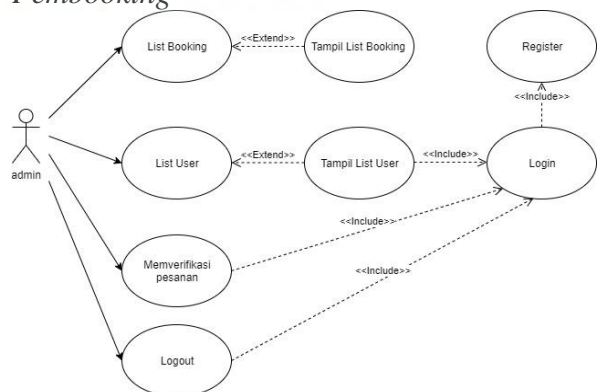 Pembooking
List Booking
<<Extend>>
Tampil List Booking
Register
<<Include>>
admin
List User
<<Extend>>
Tampil List User
<<Include>>
Login
<<Include>>
Memverifikasi
pesanan
<<Include>>
Logout